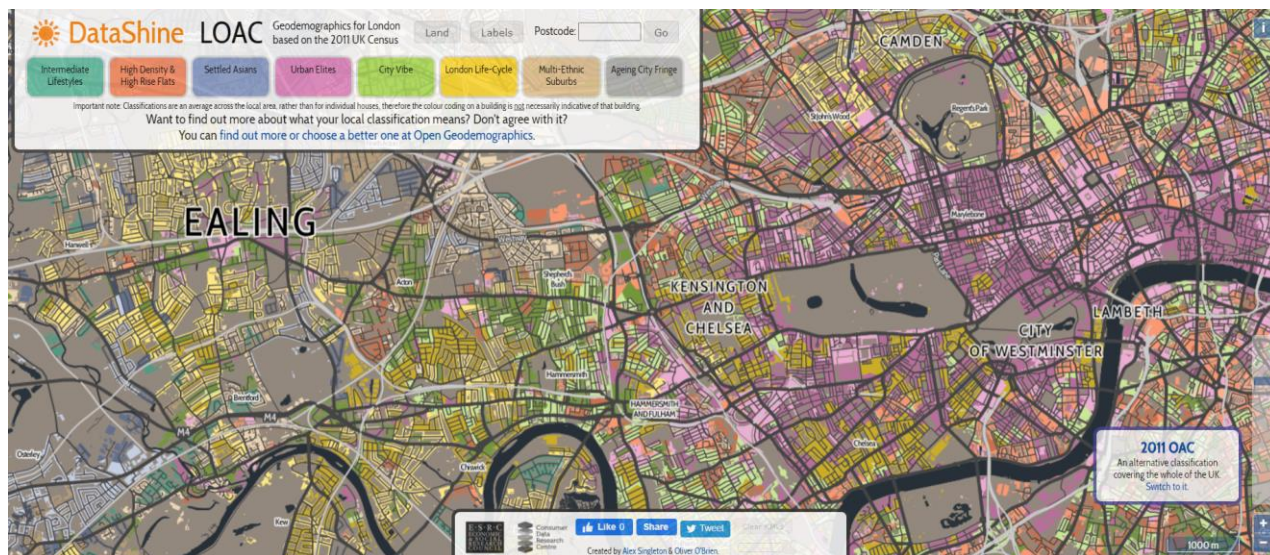 DataShine LOAC
Geodemographics for London
based on the 2011 UK Census
Land
Labels
Postcode:
Go
Intermediate
Lifestyles
High Density &
High Rise Flats
Settled Asians
Urban Elites
City Vibe
London Life-Cycle
Multi-Ethnic
Suburbs
Ageing City Fringe
Important note: Classifications are an average across the local area, rather than for individual houses, therefore the colour coding on a building is not necessarily indicative of that building.
Want to find out more about what your local classification means? Don't agree with it?
You can find out more or choose a better one at Open Geodemographics.
i
CAMDEN
Regent's Park
St John's Wood
EALING
Hanwell
Marylebone
Acton
Shepherd's
Bush
KENSINGTON
AND
CHELSEA
LAMBETH
CITY
OF WESTMINSTER
Hammersmith
Brentford
HAMMERSMITH
AND FULHAM
M4
M4
Osterley
Chelsea
Chiswick
Kew
2011 OAC
An alternative classification
covering the whole of the UK.
Switch to it.
E·S·R·C
ECONOMIC
& SOCIAL
RESEARCH
COUNCIL
Consumer
Data
Research
Centre
Like 0
Share
Tweet
Created by Alex Singleton & Oliver O'Brien.
+
−
1000 m